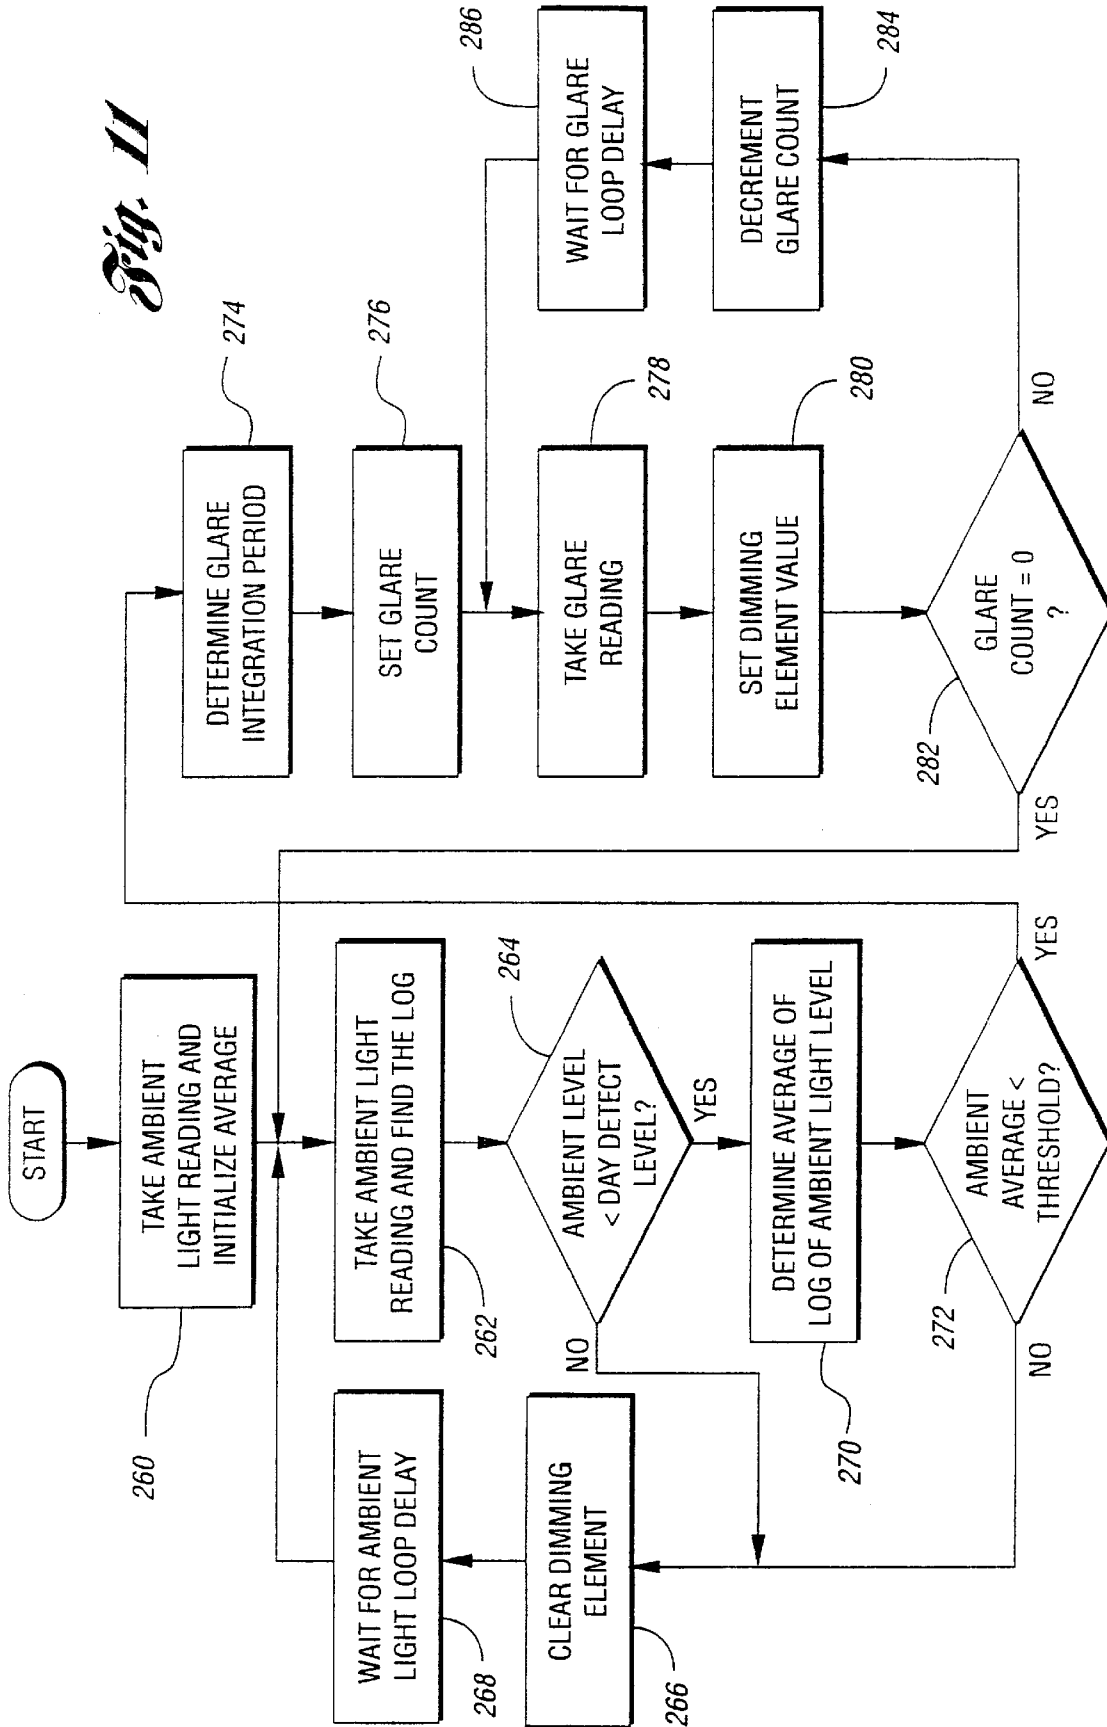 Fig. 11
START
TAKE AMBIENT
LIGHT READING AND
INITIALIZE AVERAGE
260
TAKE AMBIENT LIGHT
READING AND FIND THE LOG
262
AMBIENT LEVEL
< DAY DETECT
LEVEL?
264
NO
YES
WAIT FOR AMBIENT
LIGHT LOOP DELAY
268
CLEAR DIMMING
ELEMENT
266
DETERMINE AVERAGE OF
LOG OF AMBIENT LIGHT LEVEL
270
AMBIENT
AVERAGE <
THRESHOLD?
272
NO
YES
DETERMINE GLARE
INTEGRATION PERIOD
274
SET GLARE
COUNT
276
TAKE GLARE
READING
278
SET DIMMING
ELEMENT VALUE
280
GLARE
COUNT = 0
?
282
YES
NO
WAIT FOR GLARE
LOOP DELAY
286
DECREMENT
GLARE COUNT
284